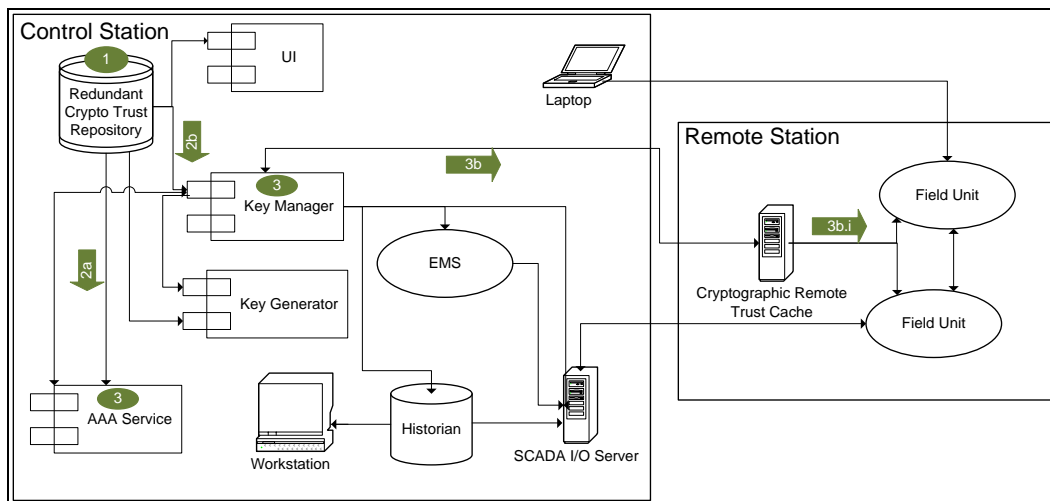 Control Station
1
Redundant
Crypto Trust
Repository
UI
Laptop
Remote Station
2b
3b
3
Key Manager
Field Unit
3b.i
2a
EMS
Key Generator
Cryptographic Remote
Trust Cache
Field Unit
3
AAA Service
Historian
Workstation
SCADA I/O Server